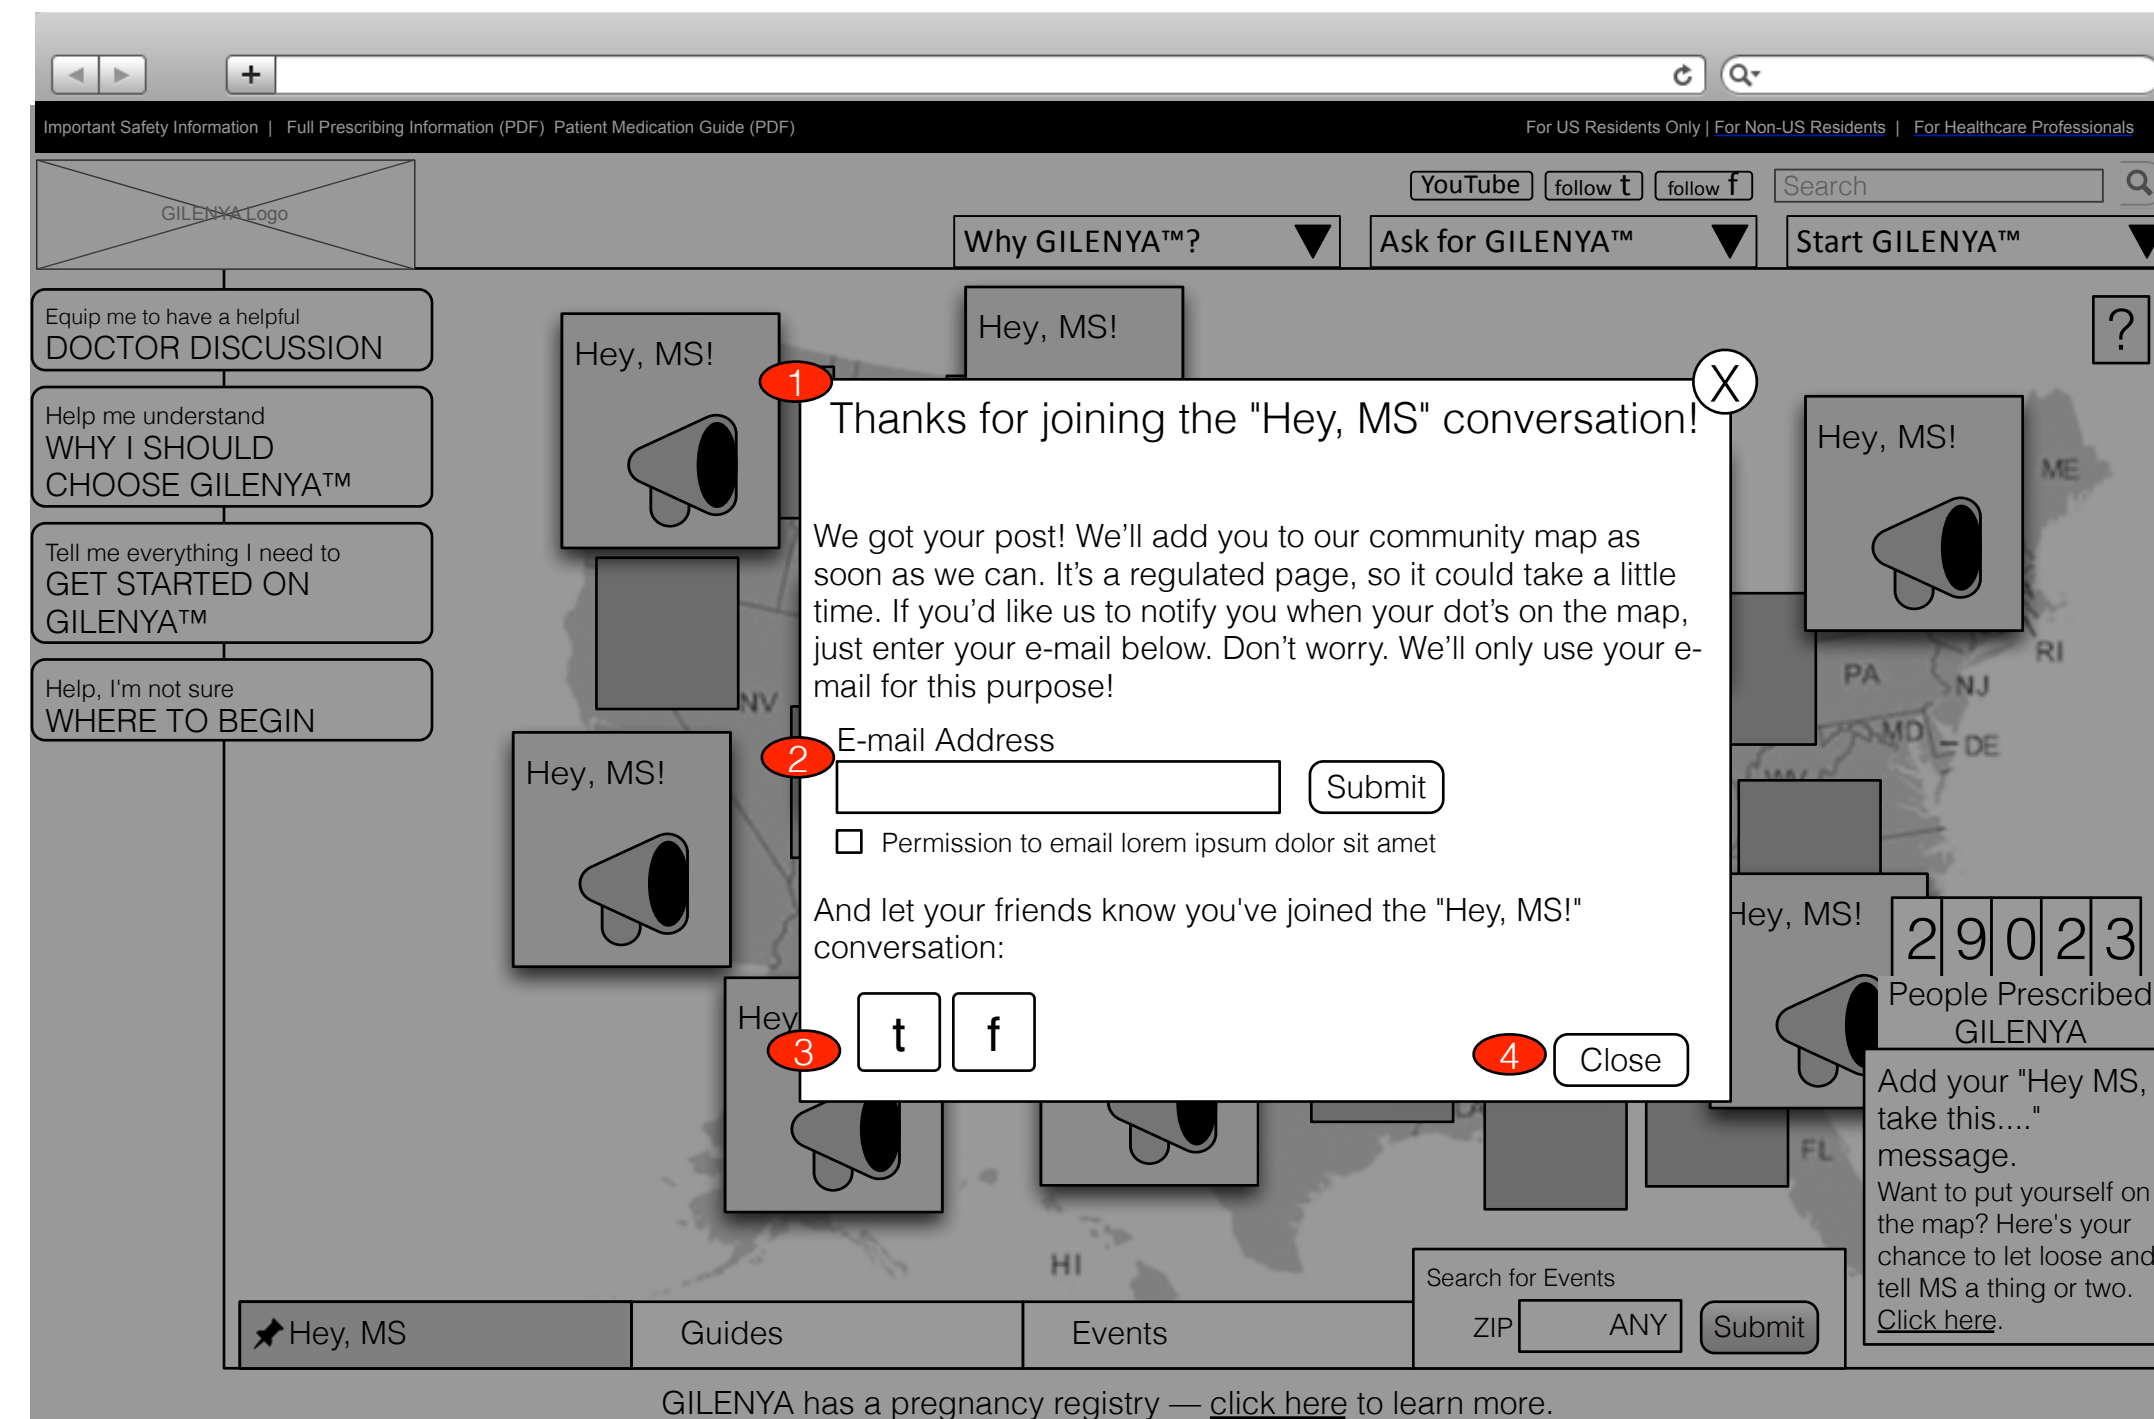 Important Safety Information | Full Prescribing Information (PDF) Patient Medication Guide (PDF)
For US Residents Only | For Non-US Residents | For Healthcare Professionals
GILENYA Logo
YouTube
follow t
follow f
Search
Why GILENYA™?
Ask for GILENYA™
Start GILENYA™
Equip me to have a helpful
DOCTOR DISCUSSION
Help me understand
WHY I SHOULD
CHOOSE GILENYA™
Tell me everything I need to
GET STARTED ON
GILENYA™
Help, I'm not sure
WHERE TO BEGIN
Hey, MS!
Hey, MS!
?
Hey, MS!
ME
RI
PA
NJ
MD
DE
WV
NV
Hey, MS!
1
X
Thanks for joining the "Hey, MS" conversation!
We got your post! We’ll add you to our community map as
soon as we can. It’s a regulated page, so it could take a little
time. If you’d like us to notify you when your dot’s on the map,
just enter your e-mail below. Don’t worry. We’ll only use your e-
mail for this purpose!
2
E-mail Address
Submit
Permission to email lorem ipsum dolor sit amet
And let your friends know you've joined the "Hey, MS!"
conversation:
3
t
f
4
Close
Hey
Hey, MS!
29023
People Prescribed
GILENYA
LA
FL
HI
Add your "Hey MS,
take this...."
message.
Want to put yourself on
the map? Here's your
chance to let loose and
tell MS a thing or two.
Click here.
Hey, MS
Guides
Events
Search for Events
ZIP
ANY
Submit
GILENYA has a pregnancy registry — click here to learn more.